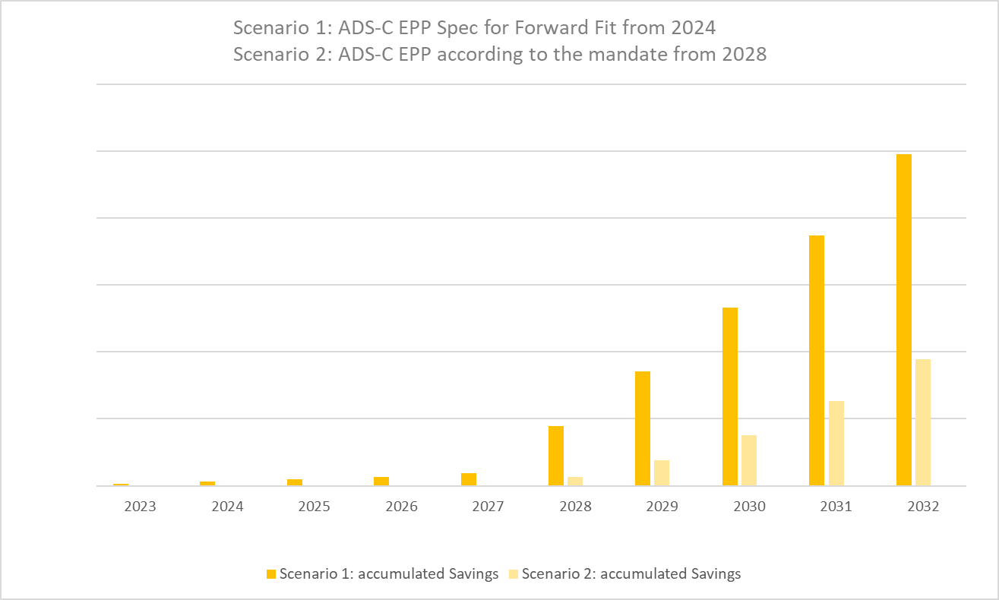 Scenario 1: ADS-C EPP Spec for Forward Fit from 2024
Scenario 2: ADS-C EPP according to the mandate from 2028
2023 2024 2025 2026 2027 2028 2029 2030 2031 2032
Scenario 1: accumulated Savings Scenario 2: accumulated Savings